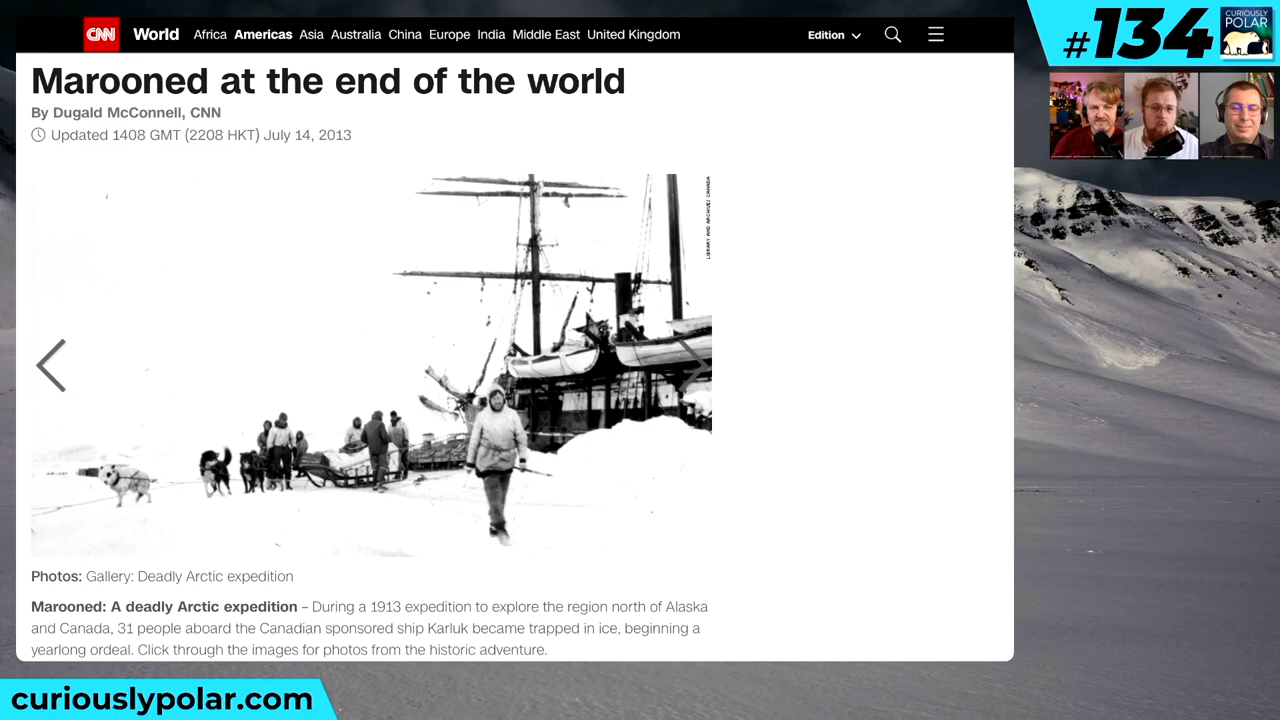 CNN World Africa Americas Asia Australia China Europe India Middle East United Kingdom Edition
#134
CURIOUSLY
POLAR
Marooned at the end of the world
By Dugald McConnell, CNN
Updated 1408 GMT (2208 HKT) July 14, 2013
LIBRARY AND ARCHIVES CANADA
Photos: Gallery: Deadly Arctic expedition
Marooned: A deadly Arctic expedition – During a 1913 expedition to explore the region north of Alaska
and Canada, 31 people aboard the Canadian sponsored ship Karluk became trapped in ice, beginning a
yearlong ordeal. Click through the images for photos from the historic adventure.
curiouslypolar.com